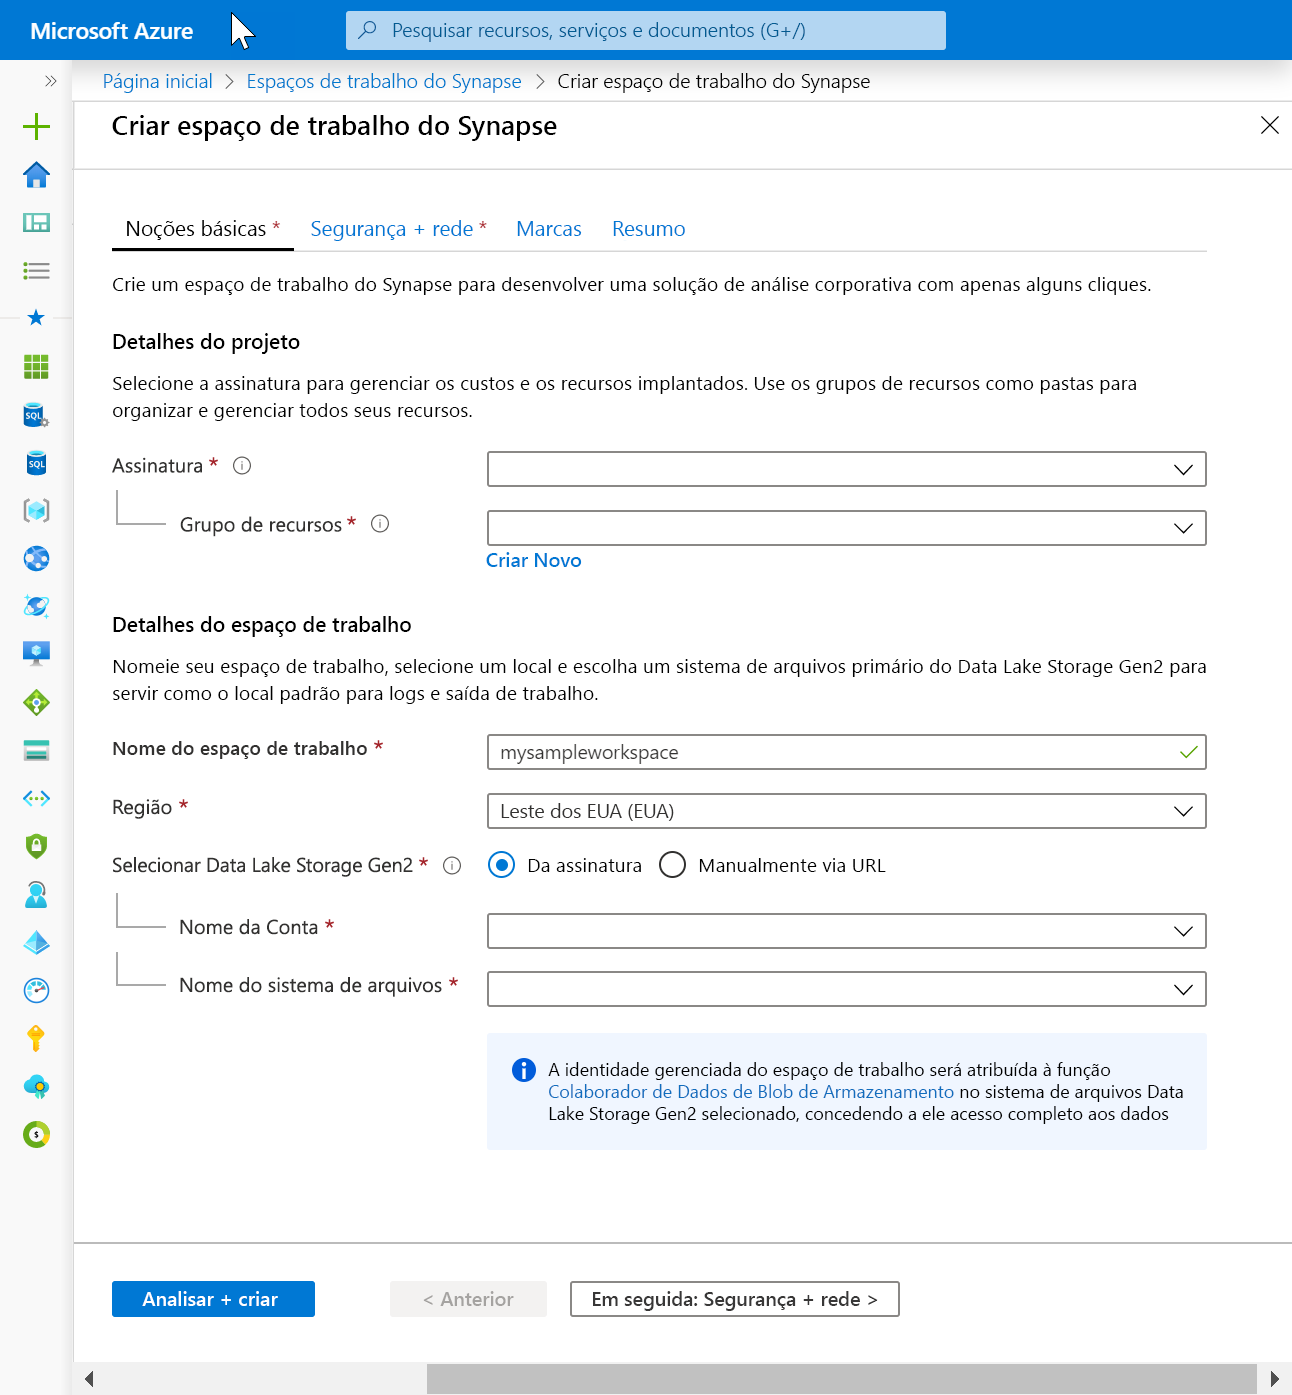 Microsoft Azure
Pesquisar recursos, serviços e documentos (G+/)
Página inicial > Espaços de trabalho do Synapse > Criar espaço de trabalho do Synapse
Criar espaço de trabalho do Synapse
Noções básicas * Segurança + rede * Marcas Resumo
Crie um espaço de trabalho do Synapse para desenvolver uma solução de análise corporativa com apenas alguns cliques.
Detalhes do projeto
Selecione a assinatura para gerenciar os custos e os recursos implantados. Use os grupos de recursos como pastas para
organizar e gerenciar todos seus recursos.
Assinatura *
Grupo de recursos *
Criar Novo
Detalhes do espaço de trabalho
Nomeie seu espaço de trabalho, selecione um local e escolha um sistema de arquivos primário do Data Lake Storage Gen2 para
servir como o local padrão para logs e saída de trabalho.
Nome do espaço de trabalho * mysampleworkspace
Região * Leste dos EUA (EUA)
Selecionar Data Lake Storage Gen2 * Da assinatura Manualmente via URL
Nome da Conta *
Nome do sistema de arquivos *
A identidade gerenciada do espaço de trabalho será atribuída à função
Colaborador de Dados de Blob de Armazenamento no sistema de arquivos Data
Lake Storage Gen2 selecionado, concedendo a ele acesso completo aos dados
Analisar + criar < Anterior Em seguida: Segurança + rede >